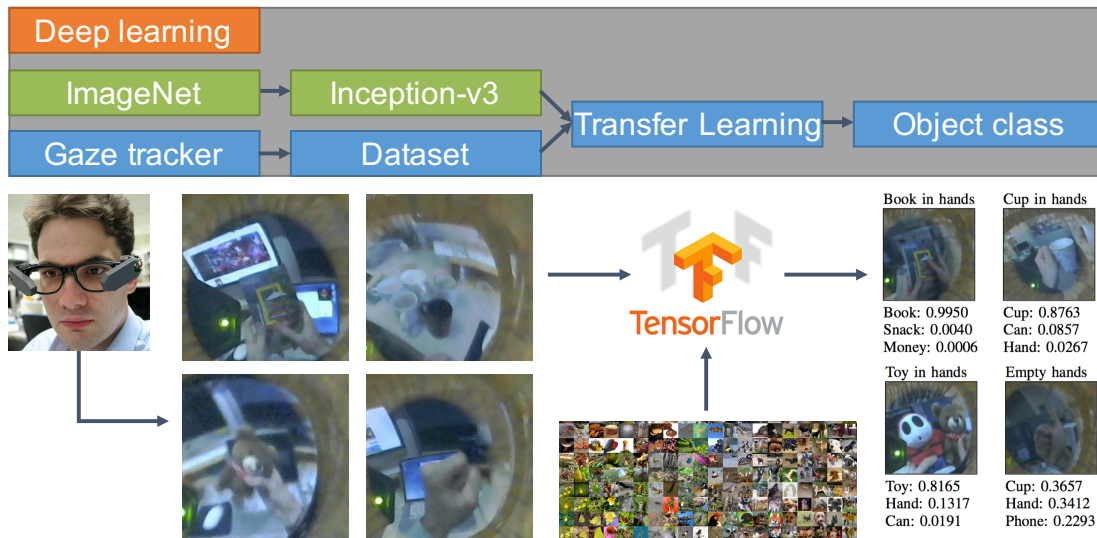 Deep learning
ImageNet
Inception-v3
Transfer Learning
Object class
Gaze tracker
Dataset
TensorFlow
Book in hands
Book: 0.9950
Snack: 0.0040
Money: 0.0006
Cup in hands
Cup: 0.8763
Can: 0.0857
Hand: 0.0267
Toy in hands
Toy: 0.8165
Hand: 0.1317
Can: 0.0191
Empty hands
Cup: 0.3657
Hand: 0.3412
Phone: 0.2293